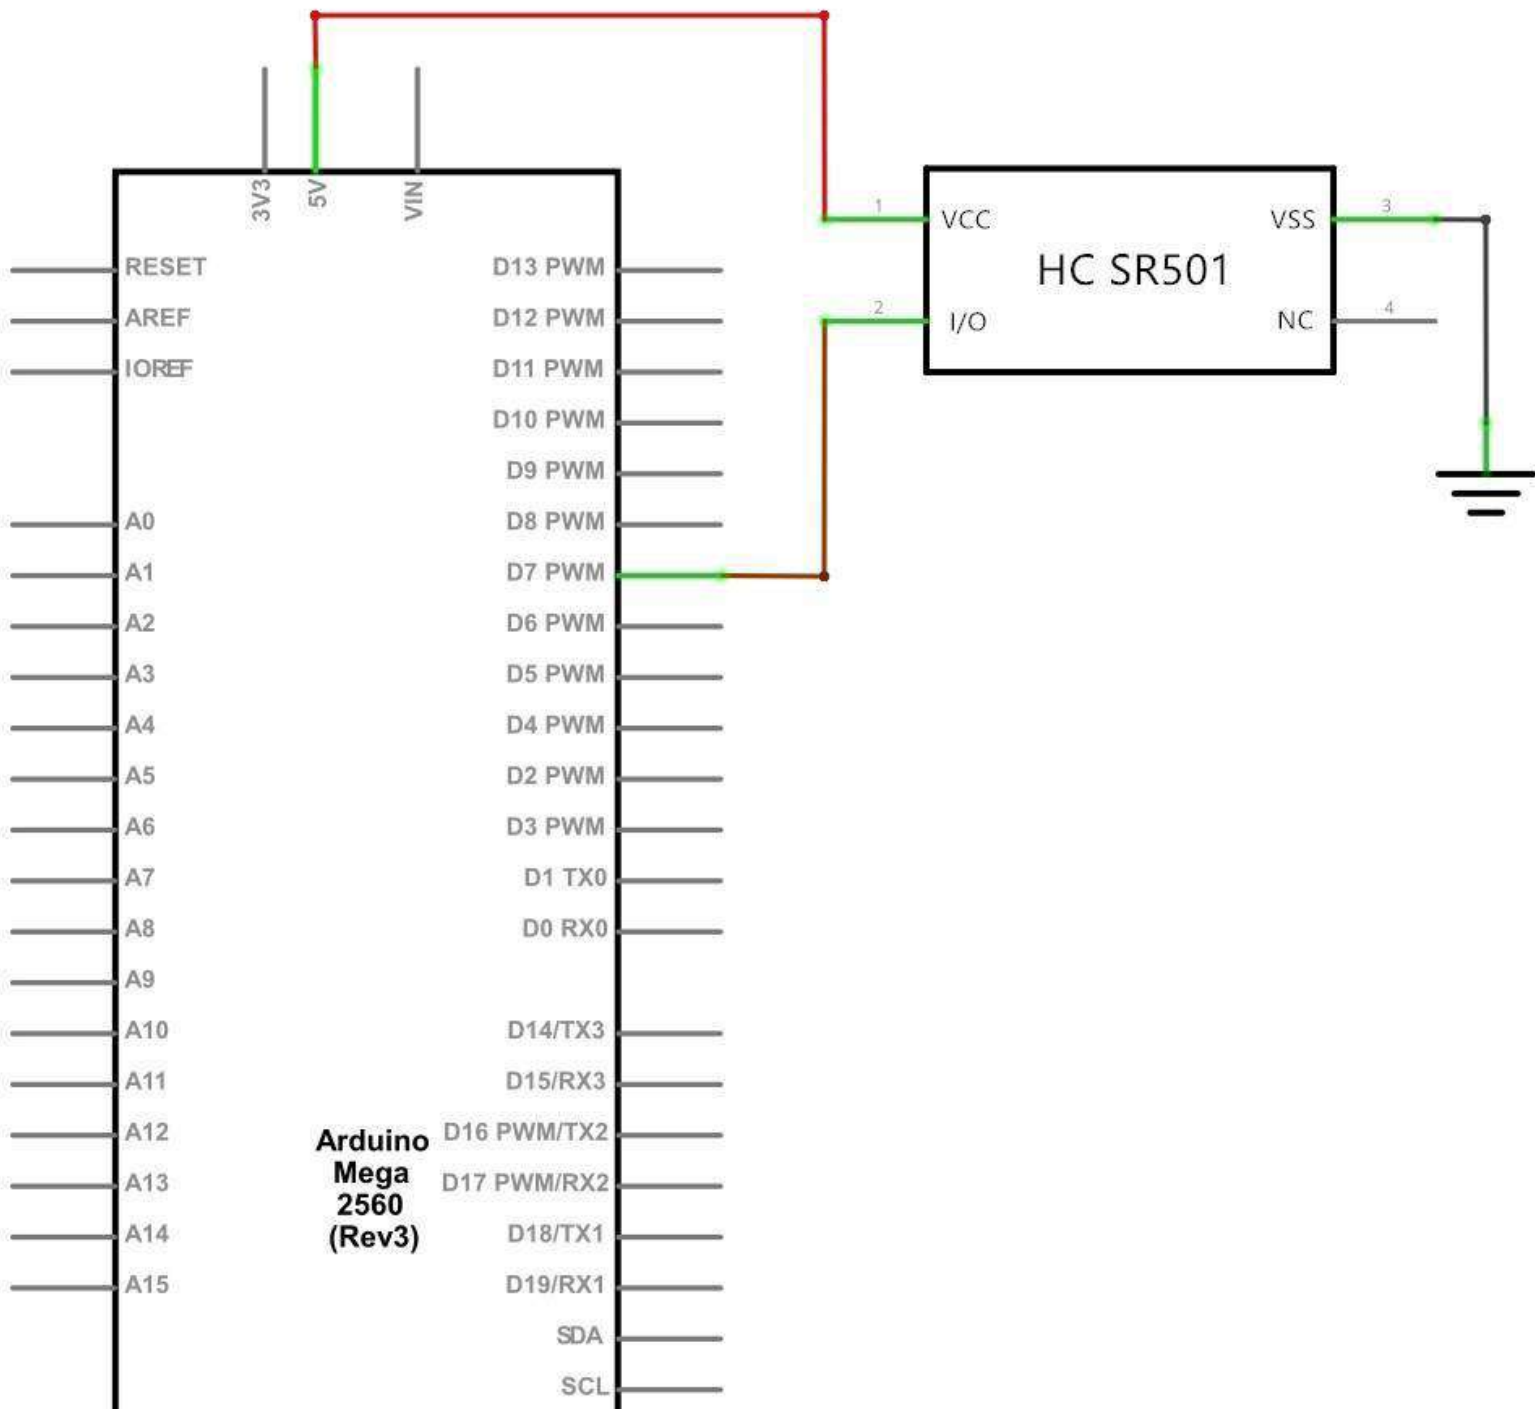 3V3
5V
VIN
RESET
AREF
IOREF
A0
A1
A2
A3
A4
A5
A6
A7
A8
A9
A10
A11
A12
A13
A14
A15
Arduino
Mega
2560
(Rev3)
D13 PWM
D12 PWM
D11 PWM
D10 PWM
D9 PWM
D8 PWM
D7 PWM
D6 PWM
D5 PWM
D4 PWM
D2 PWM
D3 PWM
D1 TX0
D0 RX0
D14/TX3
D15/RX3
D16 PWM/TX2
D17 PWM/RX2
D18/TX1
D19/RX1
SDA
SCL
1
VCC
VSS
3
HC SR501
2
I/O
NC
4